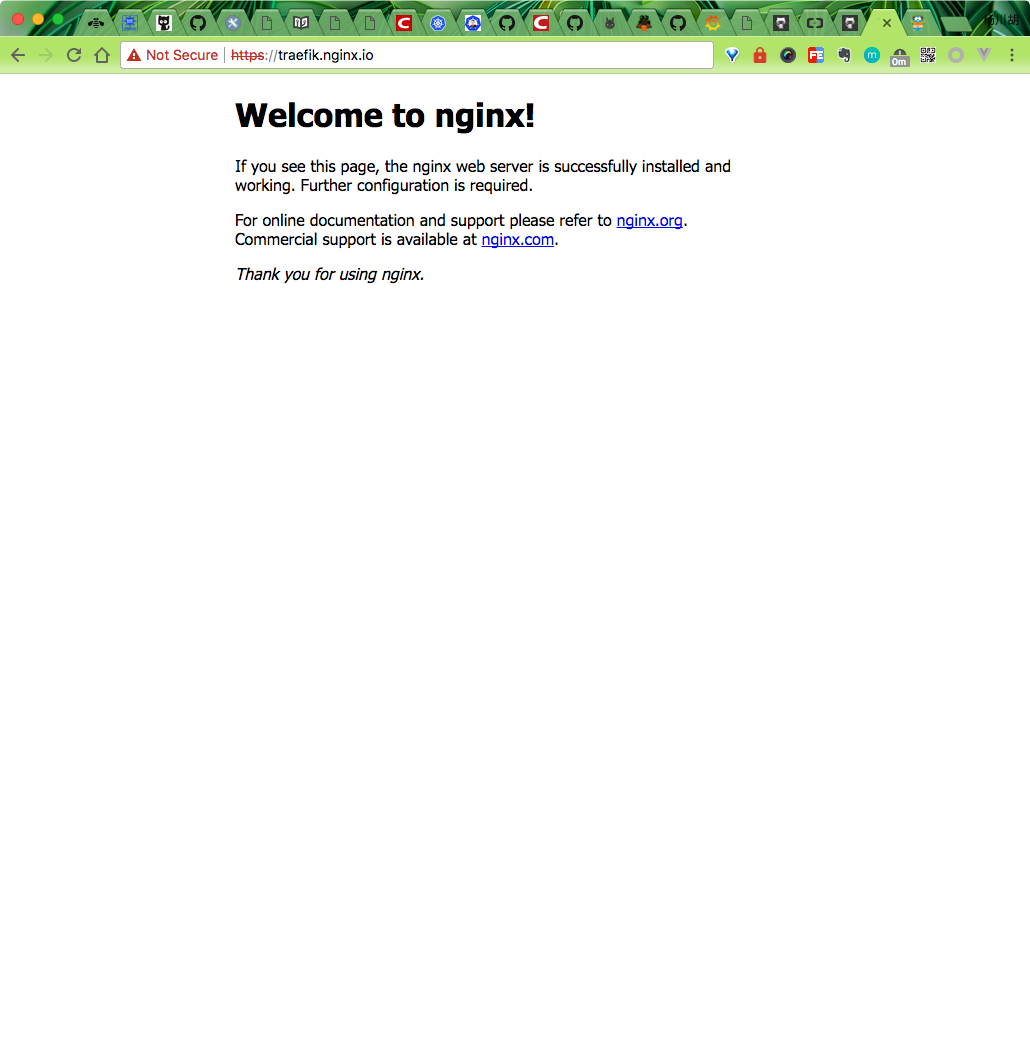 Not Secure https://traefik.nginx.io
0m
Welcome to nginx!
If you see this page, the nginx web server is successfully installed and
working. Further configuration is required.
For online documentation and support please refer to nginx.org.
Commercial support is available at nginx.com.
Thank you for using nginx.